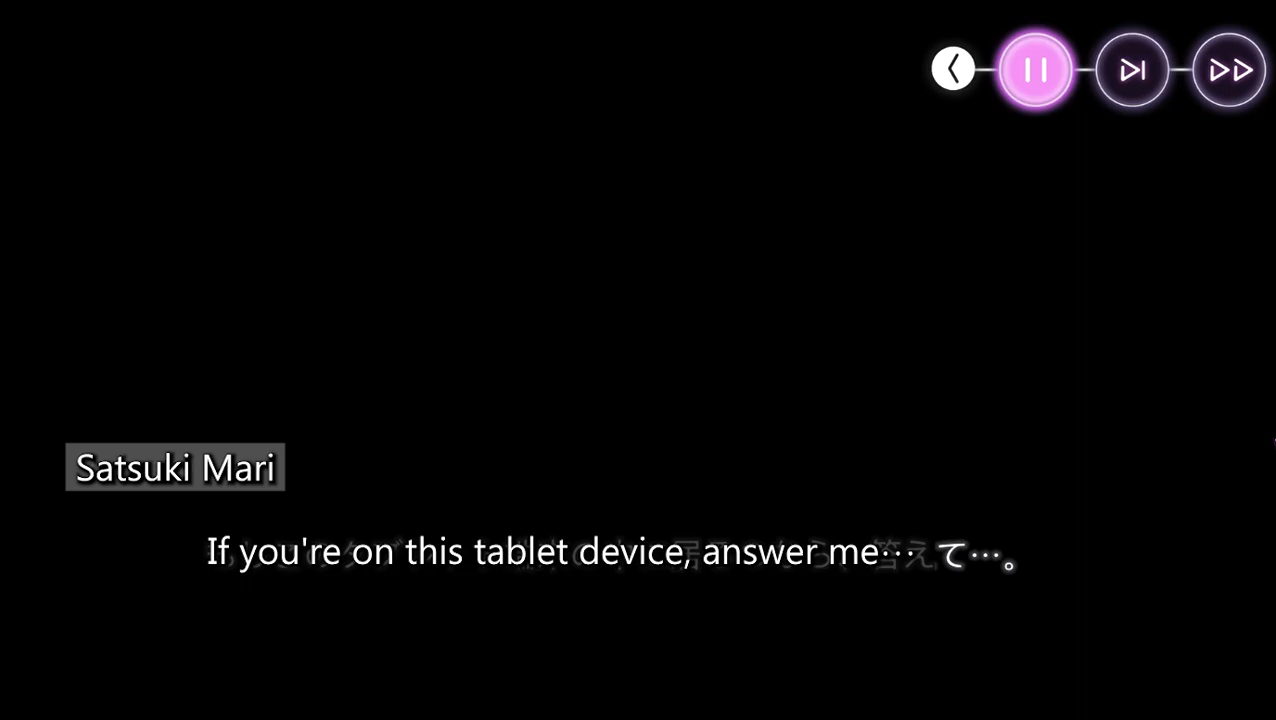 Satsuki Mari
If you're on this tablet device, answer me… て…。